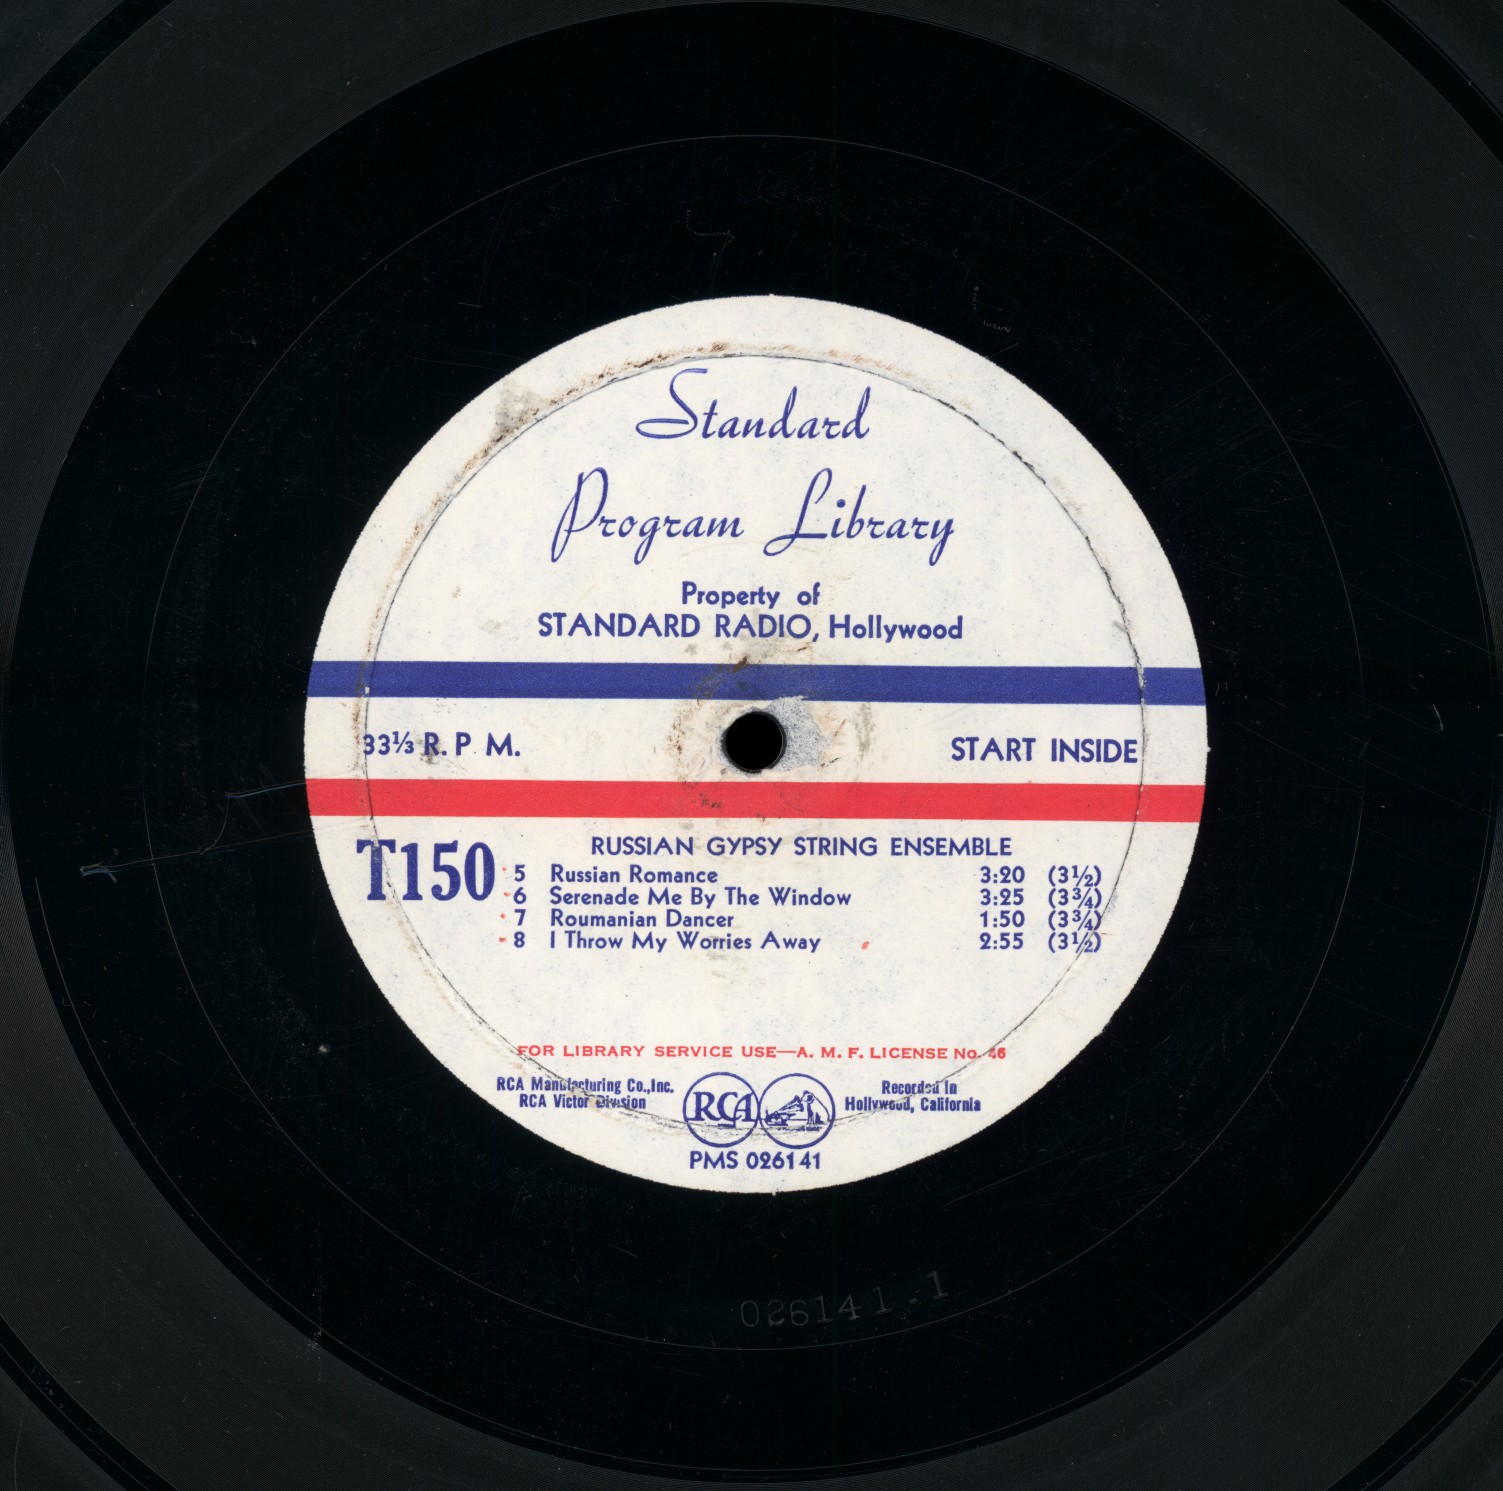 Standard
Program Library
Property of
STANDARD RADIO, Hollywood
33⅓ R. P M.
START INSIDE
T150
RUSSIAN GYPSY STRING ENSEMBLE
5 Russian Romance 3:20 (3½)
6 Serenade Me By The Window 3:25 (3¾)
7 Roumanian Dancer 1:50 (3¾)
8 I Throw My Worries Away 2:55 (3½)
FOR LIBRARY SERVICE USE—A. M. F. LICENSE No. 46
RCA Manufacturing Co., Inc.
RCA Victor Division
RCA
Recorded in
Hollywood, California
PMS 026141
026141-1